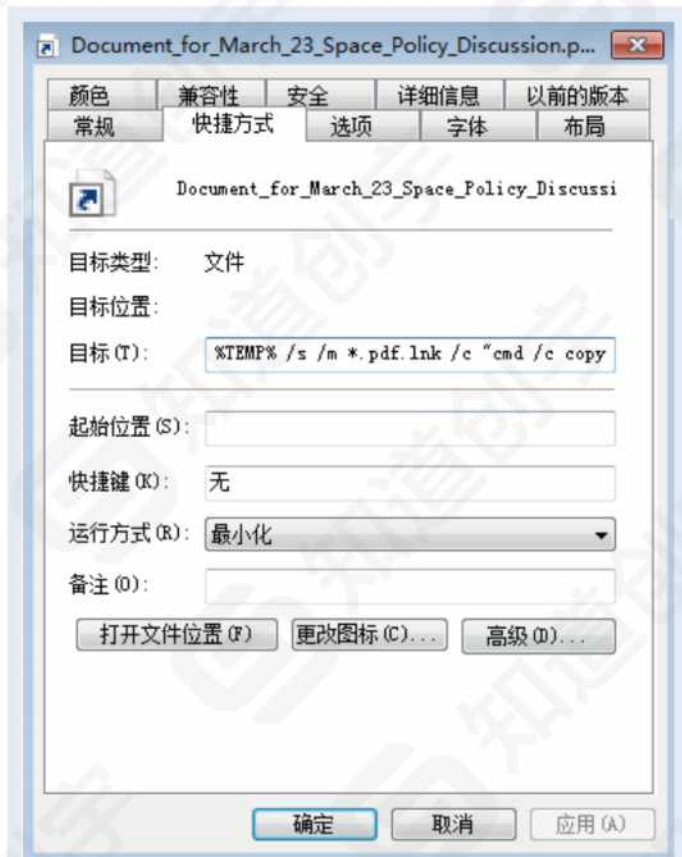 Document_for_March_23_Space_Policy_Discussion.p...
颜色 兼容性 安全 详细信息 以前的版本
常规 快捷方式 选项 字体 布局
Document_for_March_23_Space_Policy_Discussi
目标类型: 文件
目标位置:
目标(T): %TEMP% /s /m *.pdf.lnk /c "cmd /c copy
起始位置(S):
快捷键(K): 无
运行方式(R): 最小化
备注(O):
打开文件位置(F) 更改图标(C)... 高级(D)...
确定 取消 应用(A)
知道创宇